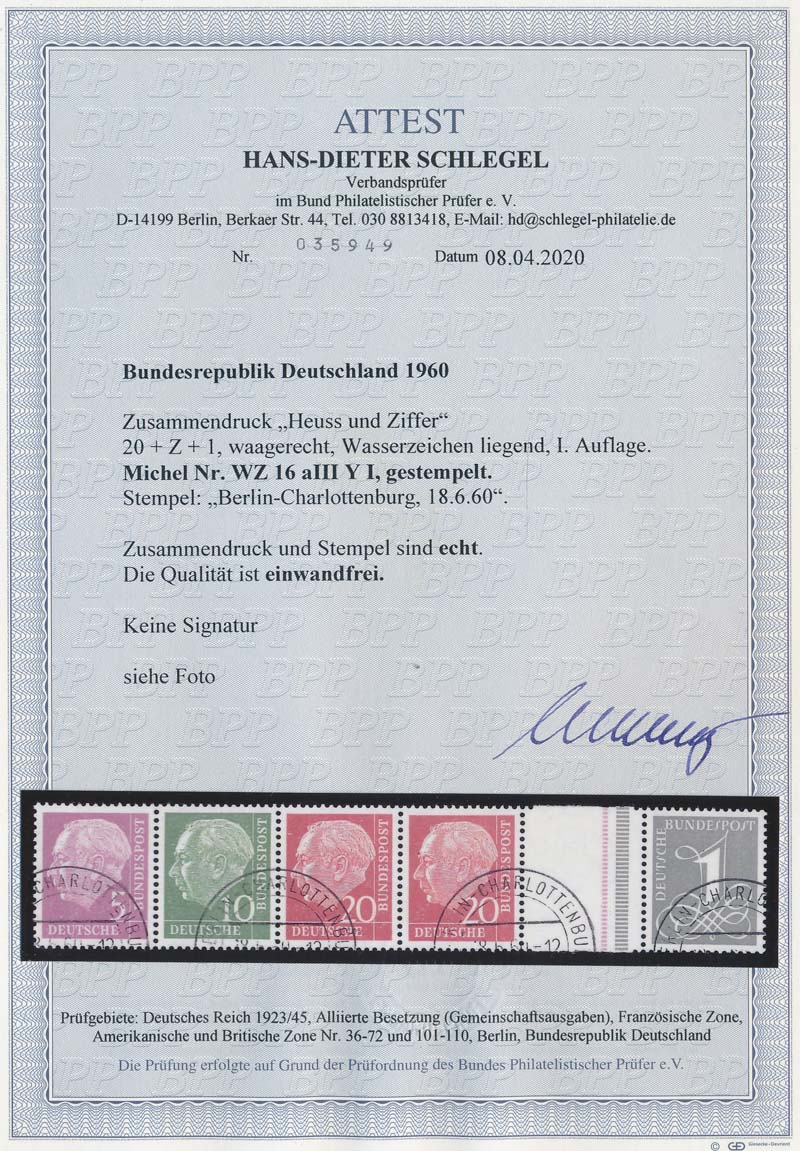 ATTEST
HANS-DIETER SCHLEGEL
Verbandsprüfer
im Bund Philatelistischer Prüfer e. V.
D-14199 Berlin, Berkaer Str. 44, Tel. 030 8813418, E-Mail: hd@schlegel-philatelie.de
Nr. 035949 Datum 08.04.2020
Bundesrepublik Deutschland 1960
Zusammendruck „Heuss und Ziffer“
20 + Z + 1, waagerecht, Wasserzeichen liegend, I. Auflage.
Michel Nr. WZ 16 aIII Y I, gestempelt.
Stempel: „Berlin-Charlottenburg, 18.6.60“.
Zusammendruck und Stempel sind echt.
Die Qualität ist einwandfrei.
Keine Signatur
siehe Foto
DEUTSCHE BUNDESPOST
10 DEUTSCHE BUNDESPOST
20 DEUTSCHE BUNDESPOST
20 DEUTSCHE BUNDESPOST
1 DEUTSCHE BUNDESPOST
Prüfgebiete: Deutsches Reich 1923/45, Alliierte Besetzung (Gemeinschaftsausgaben), Französische Zone,
Amerikanische und Britische Zone Nr. 36-72 und 101-110, Berlin, Bundesrepublik Deutschland
Die Prüfung erfolgte auf Grund der Prüfordnung des Bundes Philatelistischer Prüfer e.V.
© Giesecke+Devrient